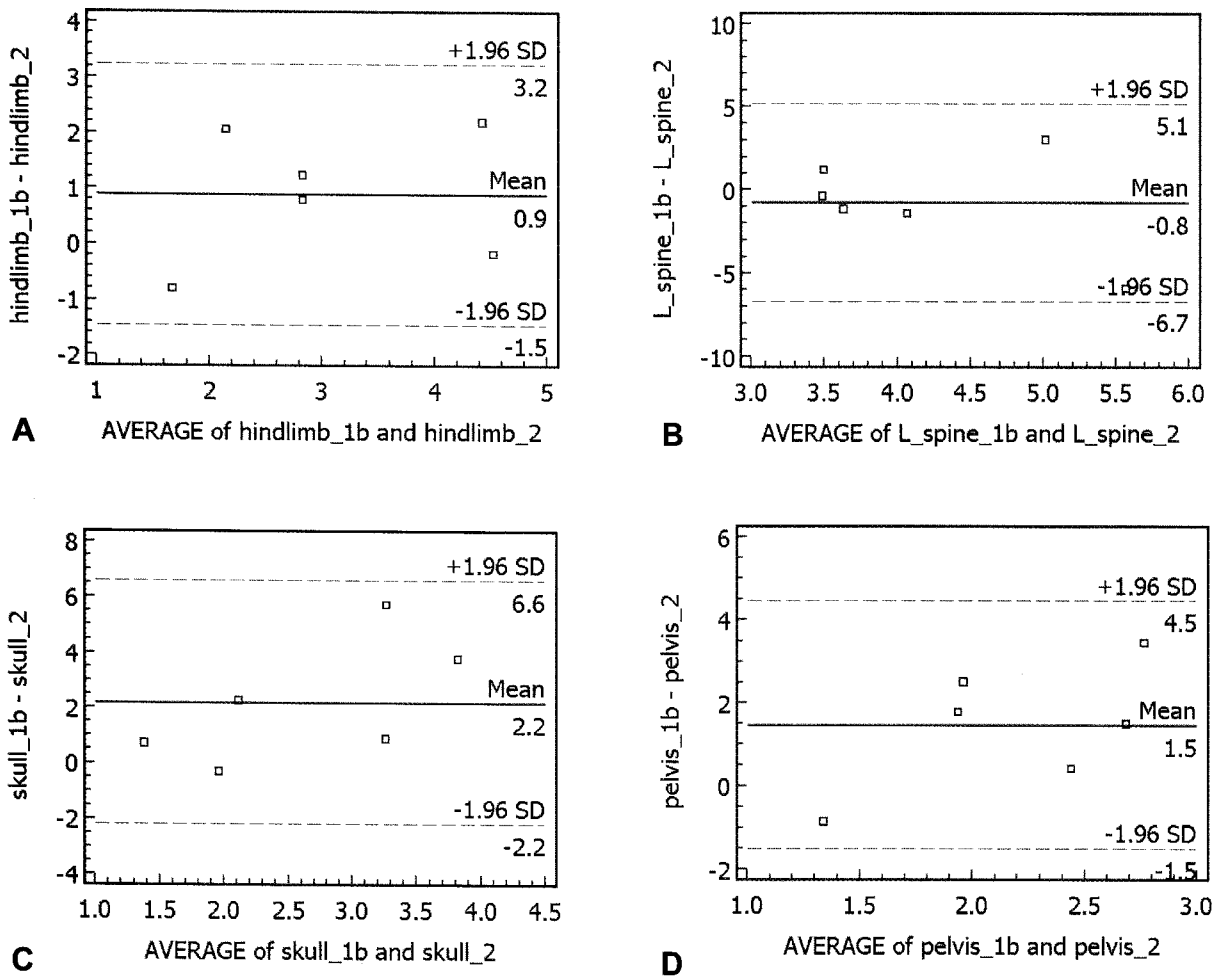 4
3
2
1
0
-1
-2
hindlimb_1b - hindlimb_2
+1.96 SD
3.2
Mean
0.9
-1.96 SD
-1.5
1 2 3 4 5
A AVERAGE of hindlimb_1b and hindlimb_2
10
5
0
-5
-10
L_spine_1b - L_spine_2
+1.96 SD
5.1
Mean
-0.8
-1.96 SD
-6.7
3.0 3.5 4.0 4.5 5.0 5.5 6.0
B AVERAGE of L_spine_1b and L_spine_2
8
6
4
2
0
-2
-4
skull_1b - skull_2
+1.96 SD
6.6
Mean
2.2
-1.96 SD
-2.2
1.0 1.5 2.0 2.5 3.0 3.5 4.0 4.5
C AVERAGE of skull_1b and skull_2
6
4
2
0
-2
pelvis_1b - pelvis_2
+1.96 SD
4.5
Mean
1.5
-1.96 SD
-1.5
1.0 1.5 2.0 2.5 3.0
D AVERAGE of pelvis_1b and pelvis_2